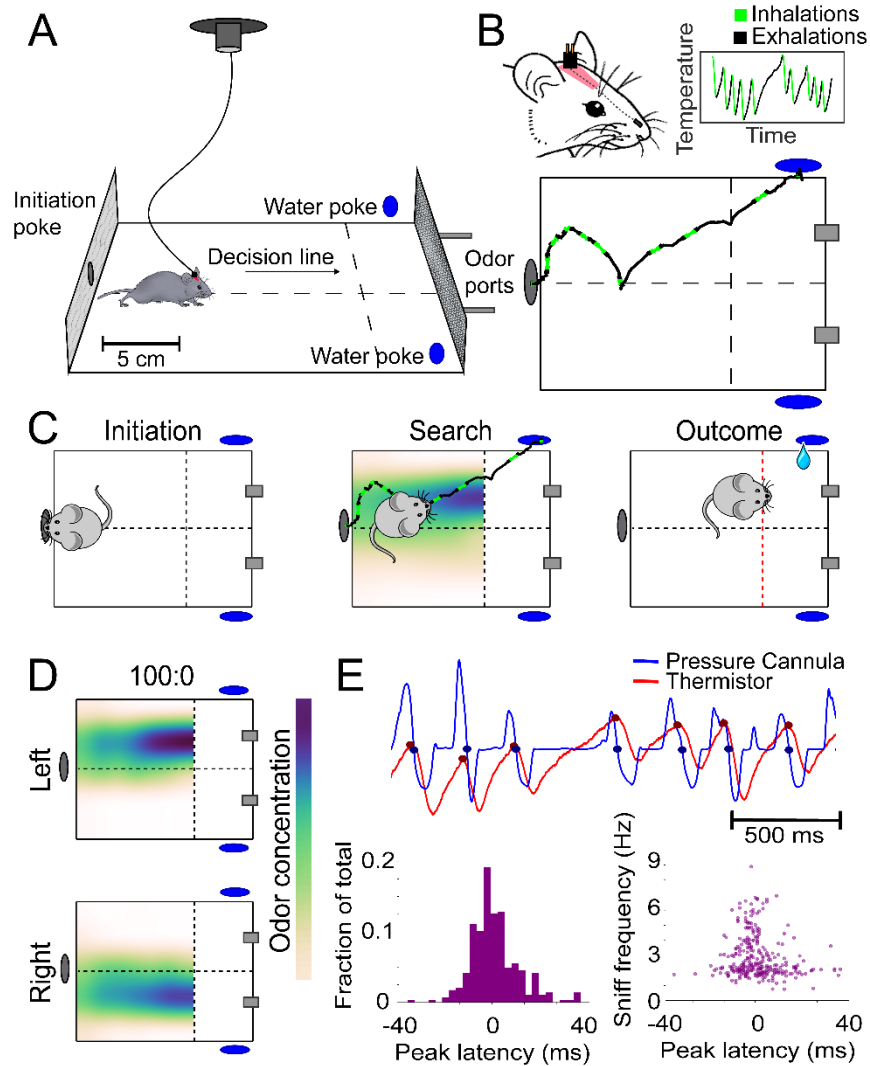 A
Initiation
poke
Water poke
Decision line
5 cm
Water poke
B
Inhalations
Exhalations
Temperature
Time
Odor
ports
C
Initiation
Search
Outcome
D
100:0
Left
Right
Odor concentration
E
Pressure Cannula
Thermistor
500 ms
Fraction of total
0.2
0.1
0
-40
0
40
Peak latency (ms)
Sniff frequency (Hz)
9
6
3
0
-40
0
40
Peak latency (ms)